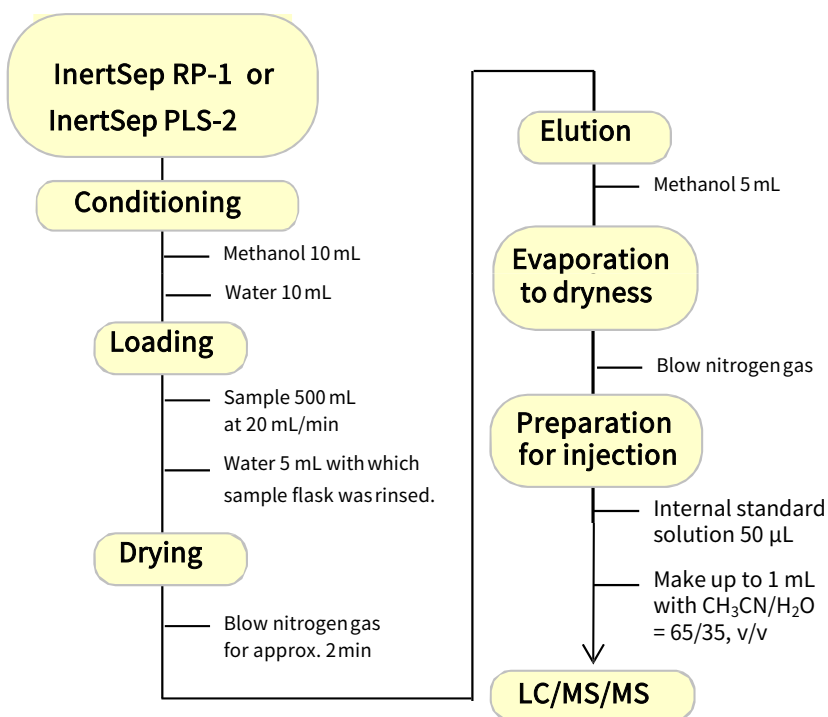 InertSep RP-1 or
InertSep PLS-2
Conditioning
Methanol 10 mL
Water 10 mL
Loading
Sample 500 mL
at 20 mL/min
Water 5 mL with which
sample flask was rinsed.
Drying
Blow nitrogen gas
for approx. 2min
Elution
Methanol 5 mL
Evaporation
to dryness
Blow nitrogen gas
Preparation
for injection
Internal standard
solution 50 µL
Make up to 1 mL
with CH₃CN/H₂O
= 65/35, v/v
LC/MS/MS